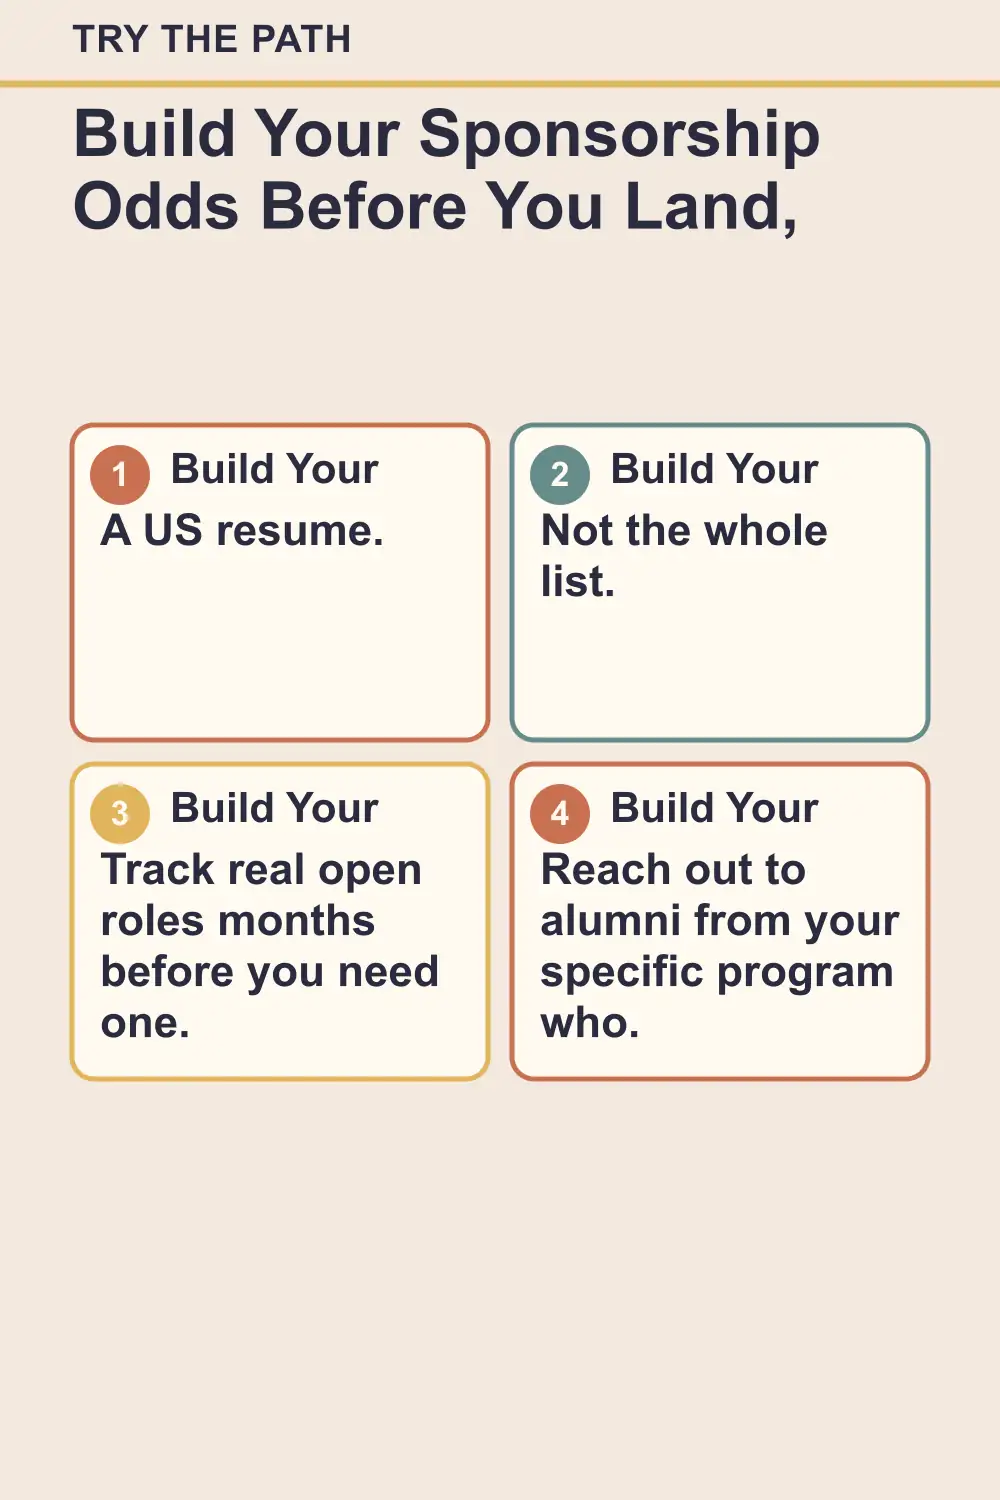 TRY THE PATH
Build Your Sponsorship
Odds Before You Land,
1 Build Your
A US resume.
2 Build Your
Not the whole
list.
3 Build Your
Track real open
roles months
before you need
one.
4 Build Your
Reach out to
alumni from your
specific program
who.